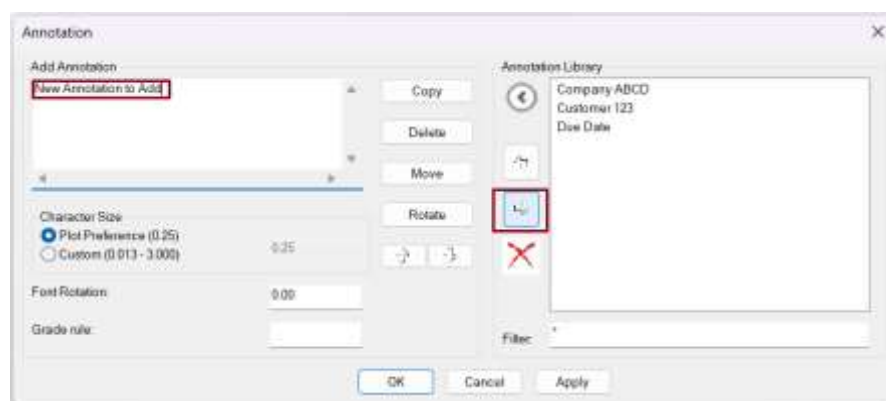 Annotation
Add Annotation
New Annotation to Add
Copy
Delete
Move
Rotate
Character Size
Plot Preference (0.25)
Custom (0.013 - 3.000)
0.25
Font Rotation:
0.00
Grade rule:
Annotation Library
Company ABCD
Customer 123
Due Date
Filter:
*
OK
Cancel
Apply